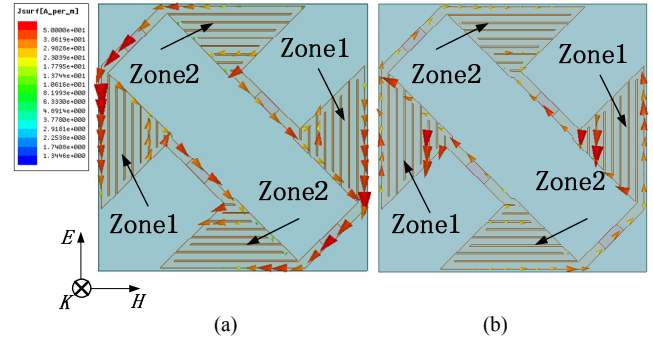 Jsurf[A_per_m]
5.0000e+001
3.8619e+001
2.9828e+001
2.3039e+001
1.7795e+001
1.3744e+001
1.0616e+001
8.1993e+000
6.3330e+000
4.8914e+000
3.7780e+000
2.9181e+000
2.2538e+000
1.7408e+000
1.3446e+000
Zone2
Zone1
Zone1
Zone2
Zone2
Zone1
Zone1
Zone2
E
K
H
(a)
(b)